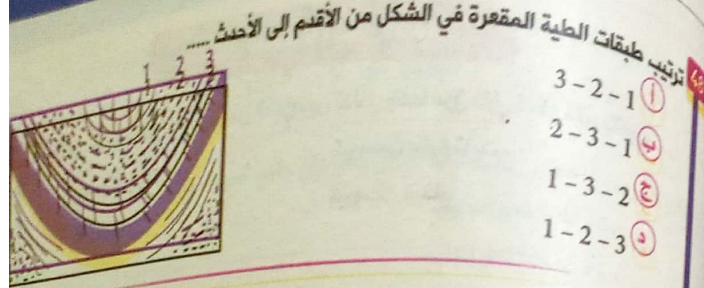 48 ترتيب طبقات الطية المقعرة في الشكل من الأقدم إلى الأحدث .....
1 2 3
أ 3 - 2 - 1
ب 2 - 3 - 1
ج 1 - 3 - 2
د 1 - 2 - 3